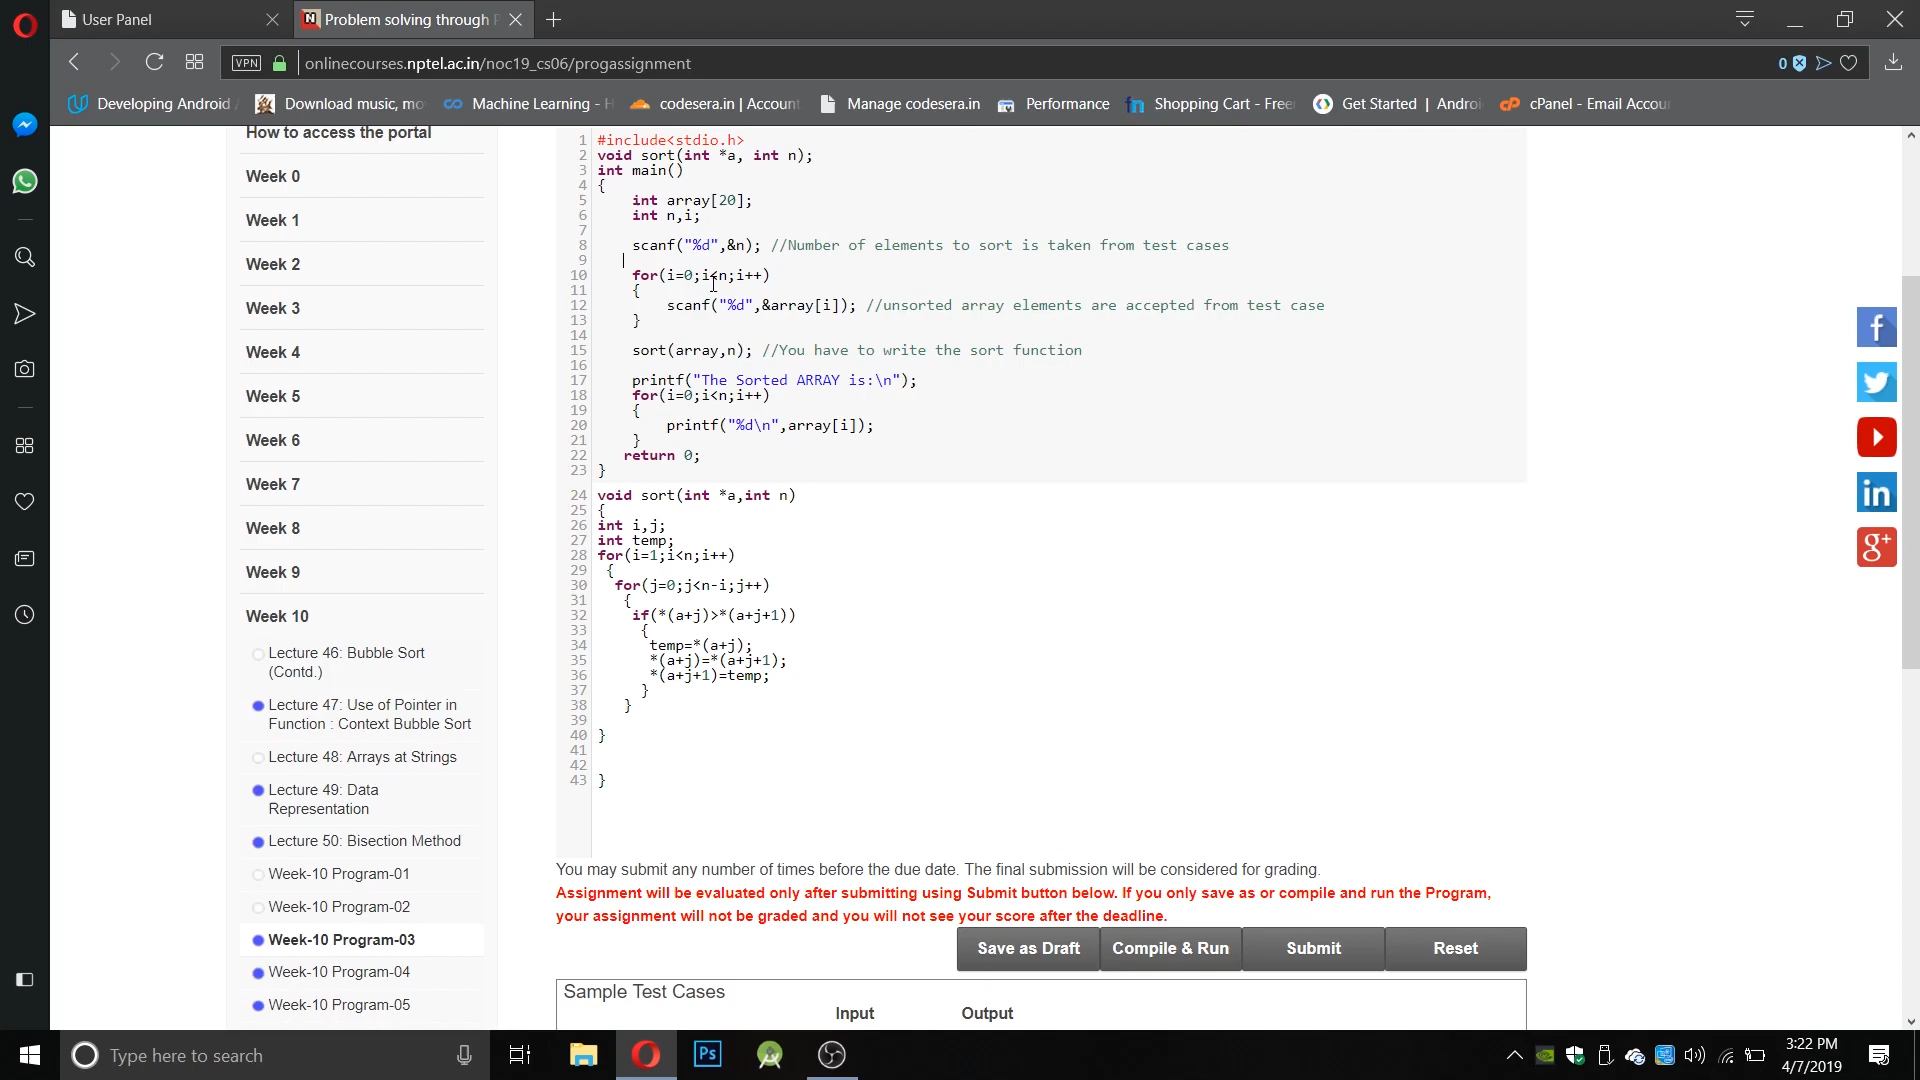 User Panel
Problem solving through P
VPN
onlinecourses.nptel.ac.in/noc19_cs06/progassignment
0
Developing Android
Download music, mo
Machine Learning - H
codesera.in | Account
Manage codesera.in
Performance
Shopping Cart - Free
Get Started | Androi
cPanel - Email Accou
How to access the portal
Week 0
Week 1
Week 2
Week 3
Week 4
Week 5
Week 6
Week 7
Week 8
Week 9
Week 10
Lecture 46: Bubble Sort
(Contd.)
Lecture 47: Use of Pointer in
Function : Context Bubble Sort
Lecture 48: Arrays at Strings
Lecture 49: Data
Representation
Lecture 50: Bisection Method
Week-10 Program-01
Week-10 Program-02
Week-10 Program-03
Week-10 Program-04
Week-10 Program-05
1 #include<stdio.h>
2 void sort(int *a, int n);
3 int main()
4 {
5 int array[20];
6 int n,i;
7
8 scanf("%d",&n); //Number of elements to sort is taken from test cases
9
10 for(i=0;i<n;i++)
11 {
12 scanf("%d",&array[i]); //unsorted array elements are accepted from test case
13 }
14
15 sort(array,n); //You have to write the sort function
16
17 printf("The Sorted ARRAY is:\n");
18 for(i=0;i<n;i++)
19 {
20 printf("%d\n",array[i]);
21 }
22 return 0;
23 }
24 void sort(int *a,int n)
25 {
26 int i,j;
27 int temp;
28 for(i=1;i<n;i++)
29 {
30 for(j=0;j<n-i;j++)
31 {
32 if(*(a+j)>*(a+j+1))
33 {
34 temp=*(a+j);
35 *(a+j)=*(a+j+1);
36 *(a+j+1)=temp;
37 }
38 }
39
40 }
41
42
43 }
You may submit any number of times before the due date. The final submission will be considered for grading.
Assignment will be evaluated only after submitting using Submit button below. If you only save as or compile and run the Program,
your assignment will not be graded and you will not see your score after the deadline.
Save as Draft
Compile & Run
Submit
Reset
Sample Test Cases
Input
Output
f
in
g+
Type here to search
Ps
3:22 PM
4/7/2019